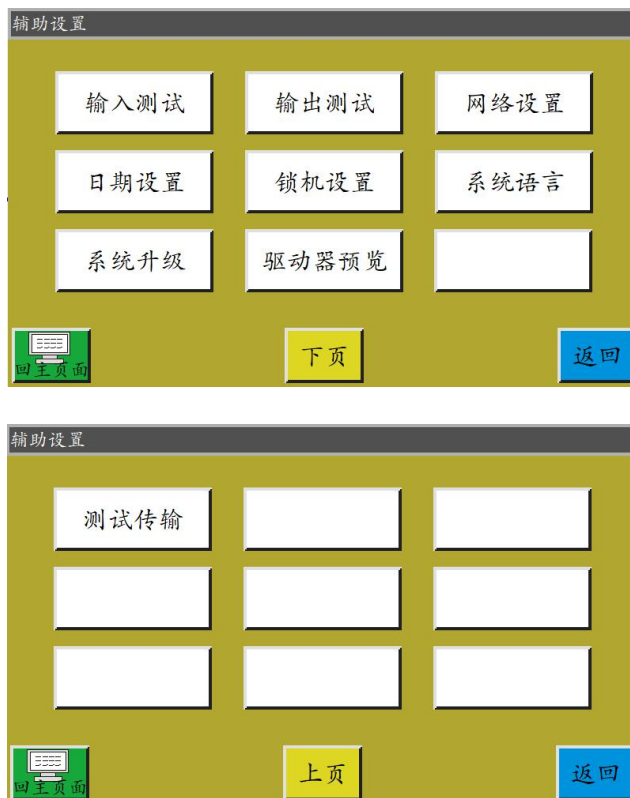 辅助设置
输入测试 输出测试 网络设置
日期设置 锁机设置 系统语言
系统升级 驱动器预览
回主页面 下页 返回
辅助设置
测试传输
回主页面 上页 返回